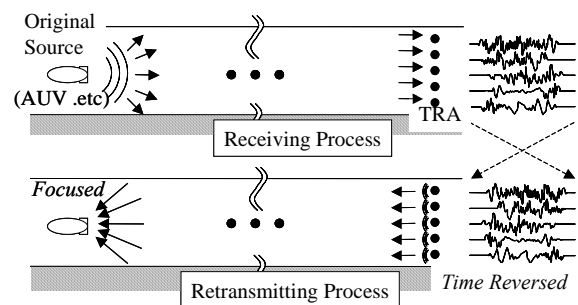 Original
Source
(AUV .etc)
TRA
Receiving Process
Focused
Retransmitting Process
Time Reversed